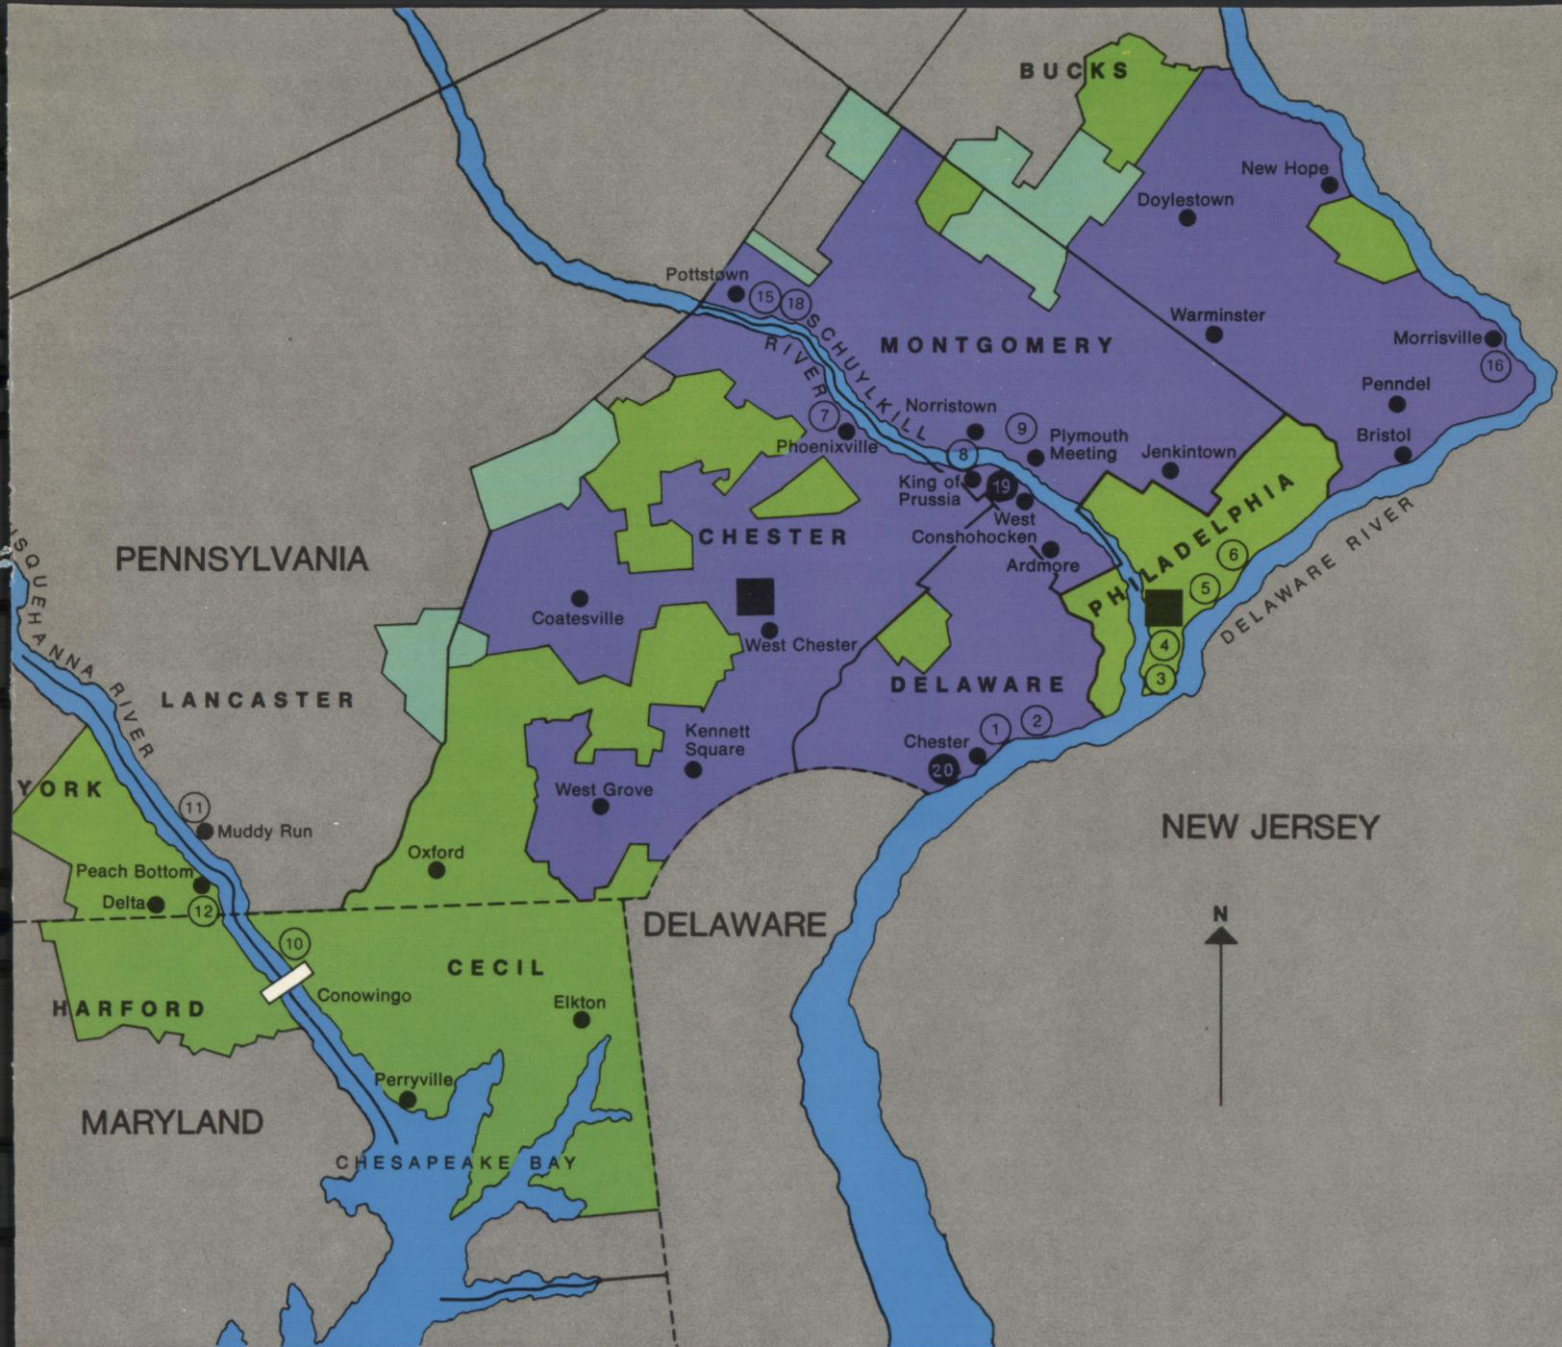 BUCKS
New Hope
Doylestown
Pottstown
15
18
SCHUYLKILL
RIVER
MONTGOMERY
Warminster
Morrisville
16
Penndel
Bristol
Norristown
7
9
Plymouth
Meeting
Phoenixville
8
Jenkintown
King of
Prussia
19
West
Conshohocken
Ardmore
CHESTER
PHILADELPHIA
6
5
4
3
DELAWARE RIVER
PENNSYLVANIA
Coatesville
West Chester
SQUEHANNA RIVER
LANCASTER
DELAWARE
Kennett
Square
Chester
1
2
20
West Grove
YORK
11
Muddy Run
NEW JERSEY
Oxford
Peach Bottom
Delta
12
DELAWARE
N
10
CECIL
Conowingo
HARFORD
Elkton
Perryville
MARYLAND
CHESAPEAKE BAY